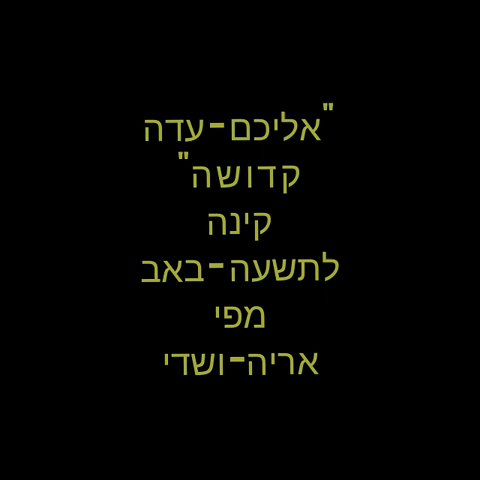 "אליכם-עדה
קדושה"
קינה
לתשעה-באב
מפי
אריה-ושדי